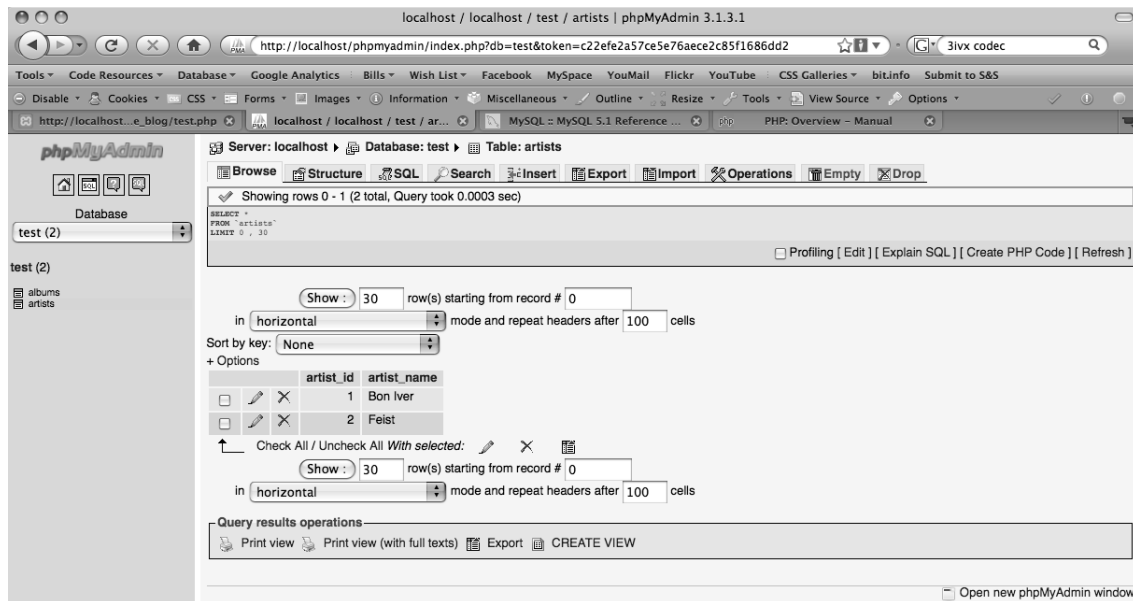 localhost / localhost / test / artists | phpMyAdmin 3.1.3.1
http://localhost/phpmyadmin/index.php?db=test&token=c22efe2a57ce5e76aece2c85f1686dd2 3ivx codec
Tools Code Resources Database Google Analytics Bills Wish List Facebook MySpace YouMail Flickr YouTube CSS Galleries bit.info Submit to S&S
Disable Cookies CSS Forms Images Information Miscellaneous Outline Resize Tools View Source Options
http://localhost...e_blog/test.php localhost / localhost / test / ar... MySQL :: MySQL 5.1 Reference ... PHP: Overview – Manual
phpMyAdmin
Database
test (2)
test (2)
albums
artists
Server: localhost Database: test Table: artists
Browse Structure SQL Search Insert Export Import Operations Empty Drop
Showing rows 0 - 1 (2 total, Query took 0.0003 sec)
SELECT *
FROM `artists`
LIMIT 0 , 30
Profiling [ Edit ] [ Explain SQL ] [ Create PHP Code ] [ Refresh ]
Show : 30 row(s) starting from record # 0
in horizontal mode and repeat headers after 100 cells
Sort by key: None
+ Options
artist_id artist_name
1 Bon Iver
2 Feist
Check All / Uncheck All With selected:
Show : 30 row(s) starting from record # 0
in horizontal mode and repeat headers after 100 cells
Query results operations
Print view Print view (with full texts) Export CREATE VIEW
Open new phpMyAdmin window